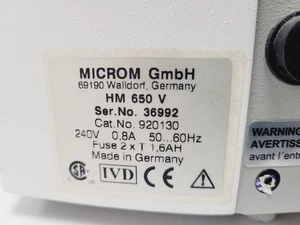 MICROM GmbH
69190 Walldorf, Germany
HM 650 V
Ser.No. 36992
Cat.No. 920130
240V 0.8A 50...60Hz
Fuse 2 x T 1,6AH
Made in Germany
IVD
CE
WARNING
AVERTISS
avant l'entr